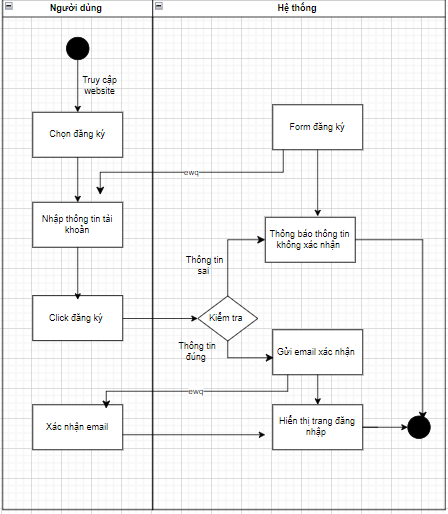 Người dùng
Hệ thống
Truy cập
website
Chọn đăng ký
Form đăng ký
ewq
Nhập thông tin tải
khoản
Thông báo thông tin
không xác nhận
Thông tin
sai
Click đăng ký
Kiểm tra
Thông tin
đúng
Gửi email xác nhận
ewq
Xác nhận email
Hiển thị trang đăng
nhập